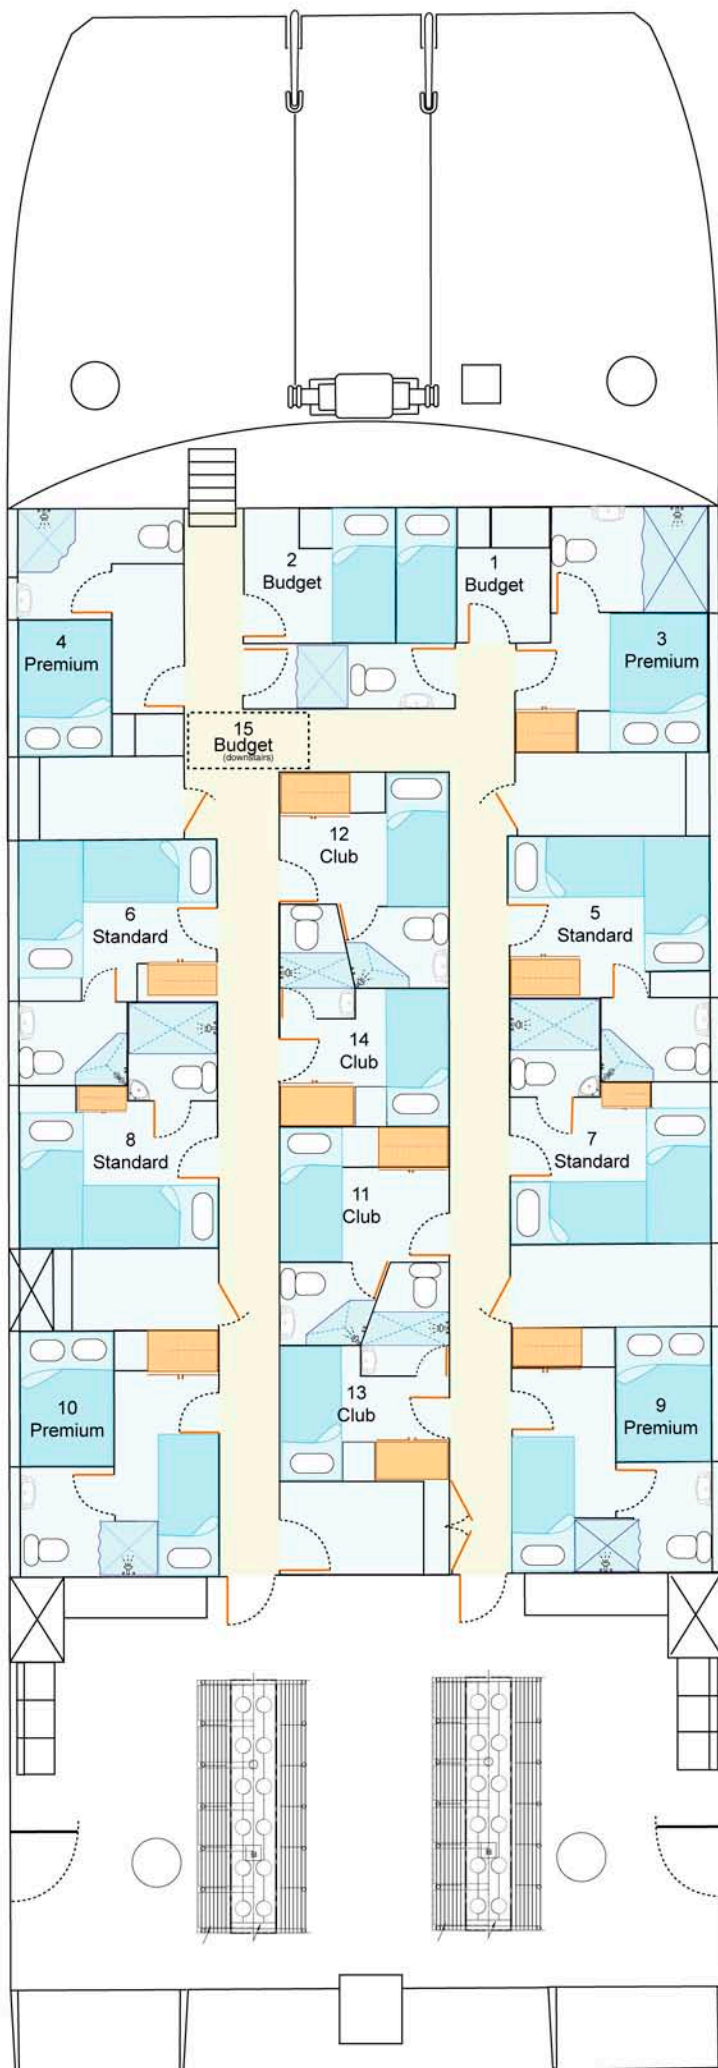 2
Budget
1
Budget
4
Premium
3
Premium
15
Budget
(downstairs)
12
Club
6
Standard
5
Standard
14
Club
8
Standard
7
Standard
11
Club
10
Premium
13
Club
9
Premium